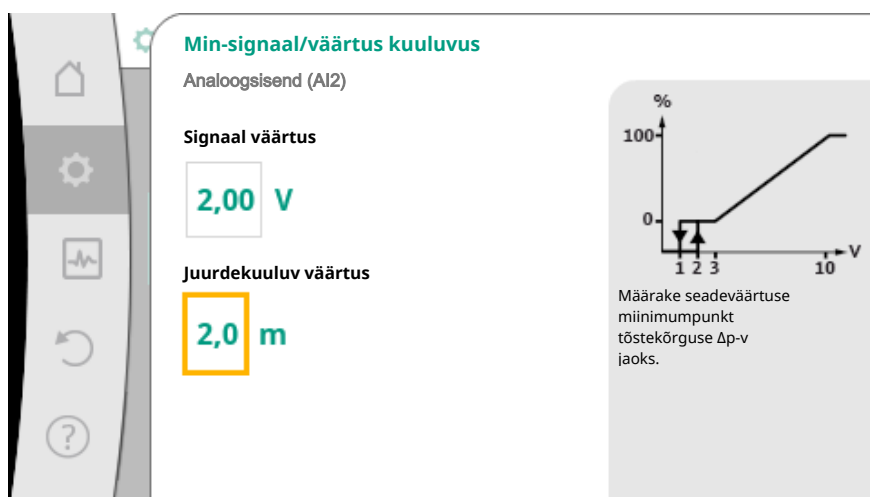 Min-signaal/väärtus kuuluvus
Analoogsisend (AI2)
Signaal väärtus
2,00 V
Juurdekuuluv väärtus
2,0 m
%
100
0
1 2 3 10 V
Määrake seadeväärtuse
miinimumpunkt
tõstekõrguse Δp-v
jaoks.
?